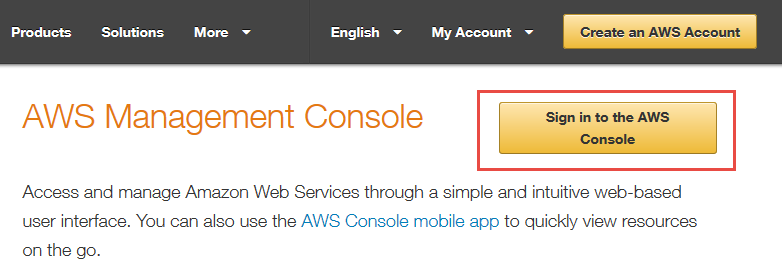 Products Solutions More English My Account Create an AWS Account
AWS Management Console
Sign in to the AWS
Console
Access and manage Amazon Web Services through a simple and intuitive web-based
user interface. You can also use the AWS Console mobile app to quickly view resources
on the go.